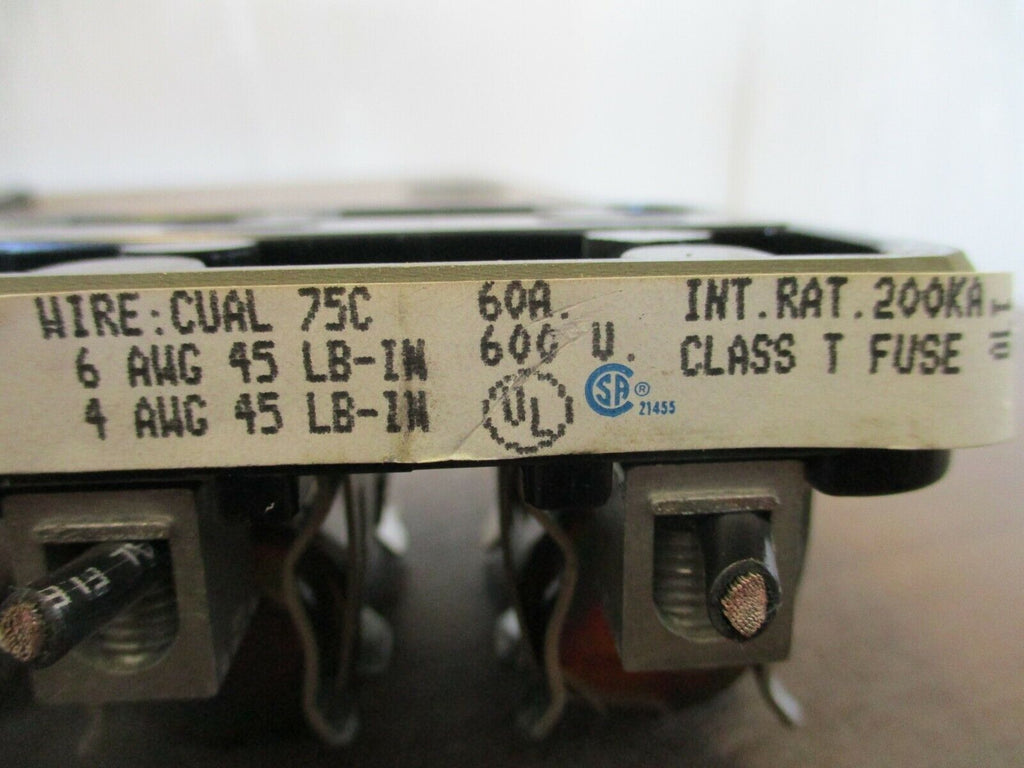 WIRE:CUAL 75C 60A. INT.RAT.200KA
6 AWG 45 LB-IN 600 V. CLASS T FUSE
4 AWG 45 LB-IN UL SA ® 21455